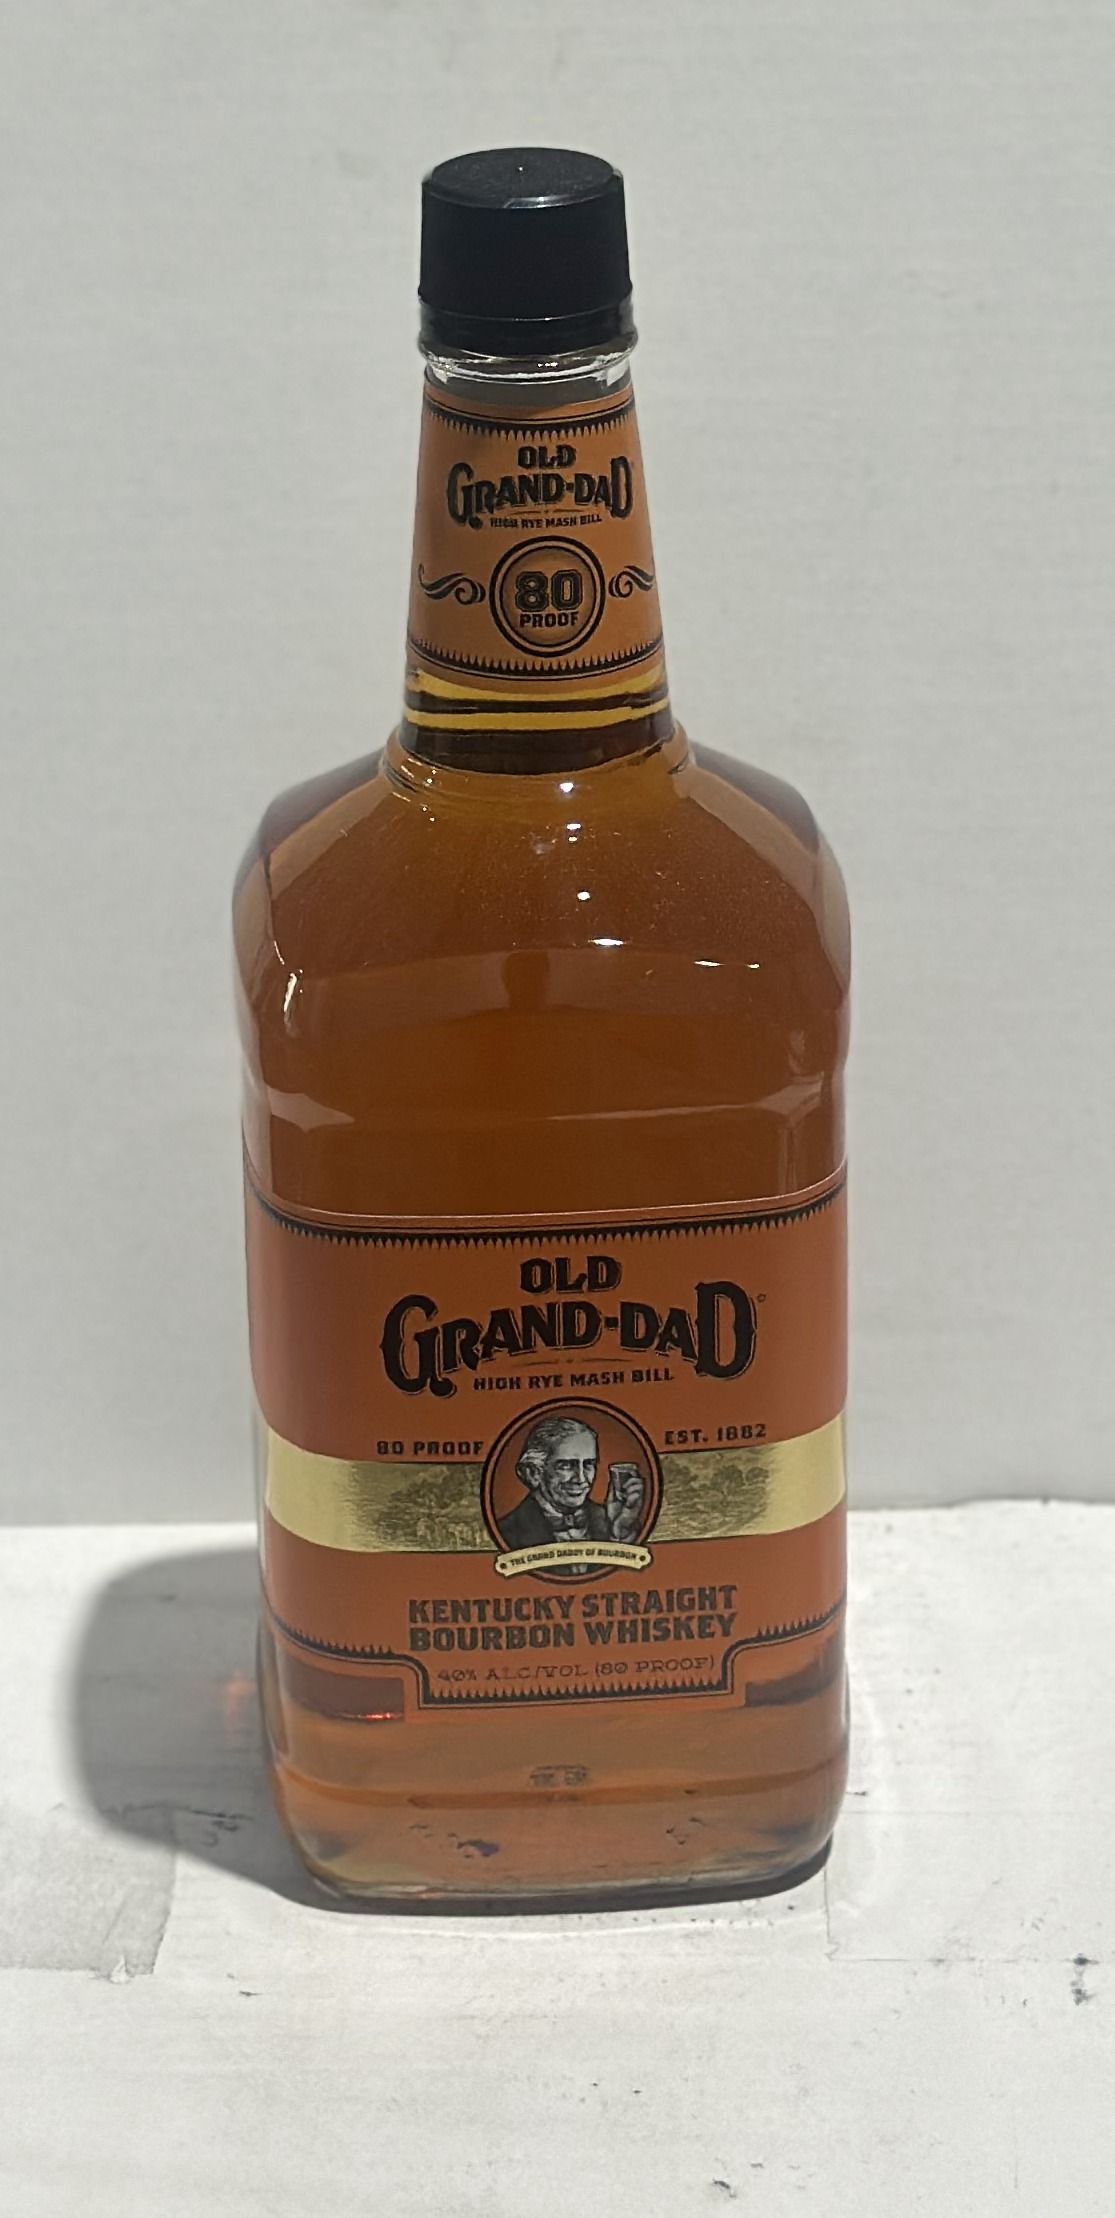 OLD
GRAND-DAD
HIGH RYE MASH BILL
80
PROOF
OLD
GRAND-DAD
HIGH RYE MASH BILL
80 PROOF EST. 1882
THE GRAND DADDY OF BOURBON
KENTUCKY STRAIGHT
BOURBON WHISKEY
40% ALC/VOL (80 PROOF)